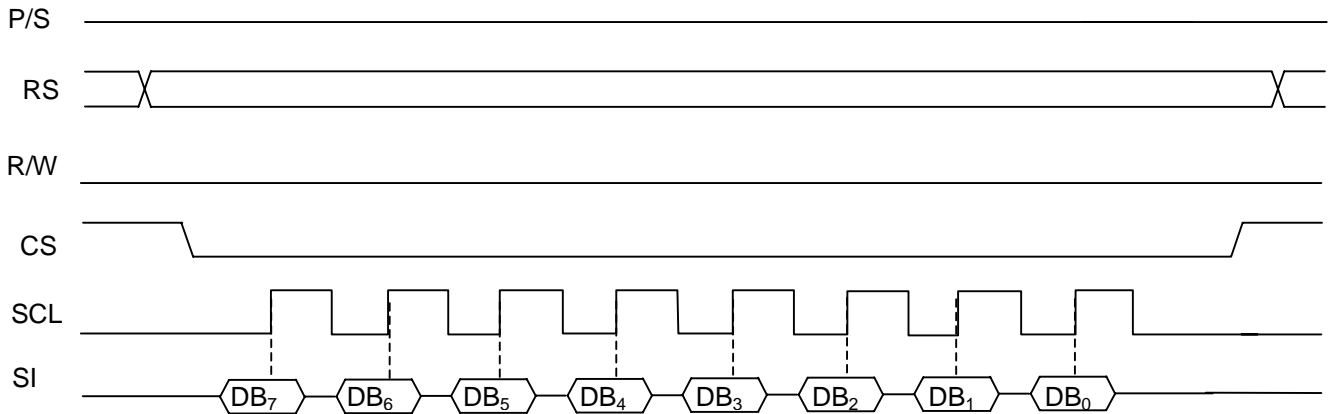 P/S
RS
R/W
CS
SCL
SI DB₇ DB₆ DB₅ DB₄ DB₃ DB₂ DB₁ DB₀